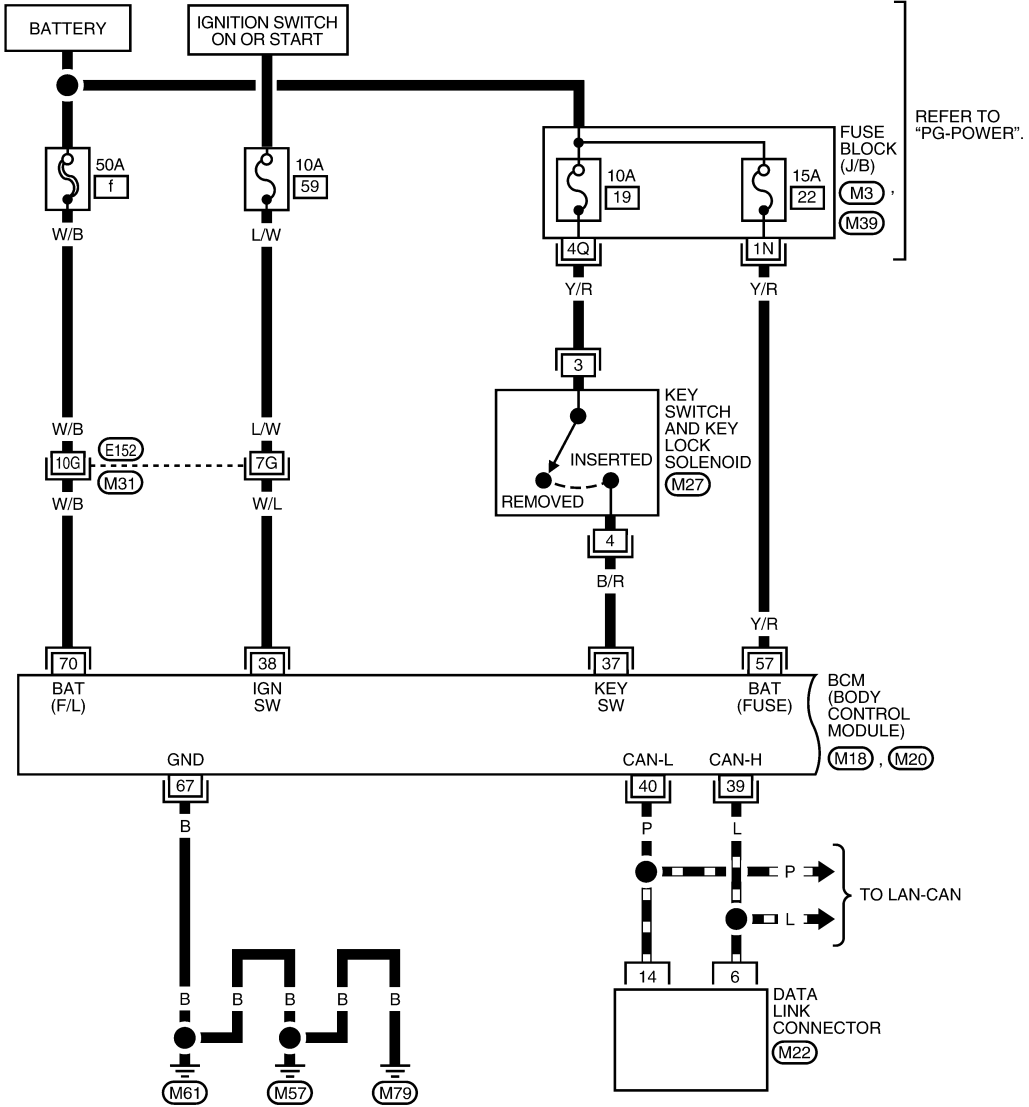 BATTERY
IGNITION SWITCH
ON OR START
REFER TO
“PG-POWER”.
FUSE
BLOCK
(J/B)
M3 ,
M39
50A
f
10A
59
10A
19
15A
22
W/B
L/W
4Q
1N
Y/R
Y/R
3
KEY
SWITCH
AND KEY
LOCK
SOLENOID
M27
INSERTED
REMOVED
W/B
L/W
10G
E152
M31
7G
W/B
W/L
4
B/R
Y/R
70
38
37
57
BAT
(F/L)
IGN
SW
KEY
SW
BAT
(FUSE)
BCM
(BODY
CONTROL
MODULE)
M18 , M20
GND
CAN-L
CAN-H
67
40
39
B
P
L
P
L
TO LAN-CAN
14
6
DATA
LINK
CONNECTOR
M22
B
B
B
B
B
M61
M57
M79